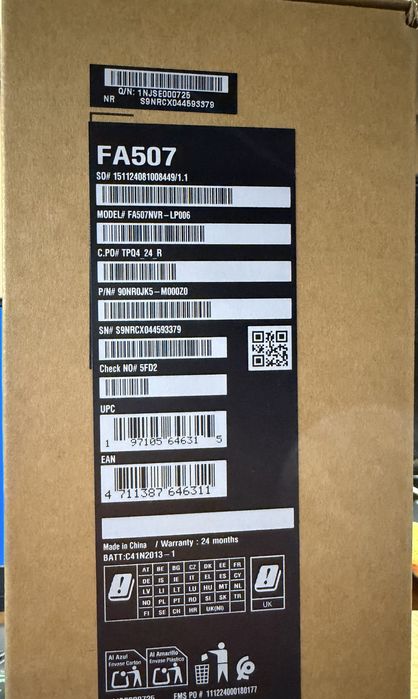 Q/N: 1NJSE000725
NR S9NRCX044593379
FA507
SO# 151124081008449/1.1
MODEL# FA507NVR-LP006
C.PO# TPQ4_24_R
P/N# 90NR0JK5-M000Z0
SN# S9NRCX044593379
Check NO# 5FD2
UPC
1 97105 64631 5
EAN
4 711387 646311
Made in China / Warranty : 24 months
BATT:C41N2013-1
AT BE BG CZ DK EE FR
DE IS IE IT EL ES CY
LV LI LT LU HU MT NL
NO PL PT RO SI SK TR
FI SE CH HR UK(NI)
UK
Al Azul
Envase Cartón
Al Amarillo
Envase Plástico
EMS PO # 111224000180177